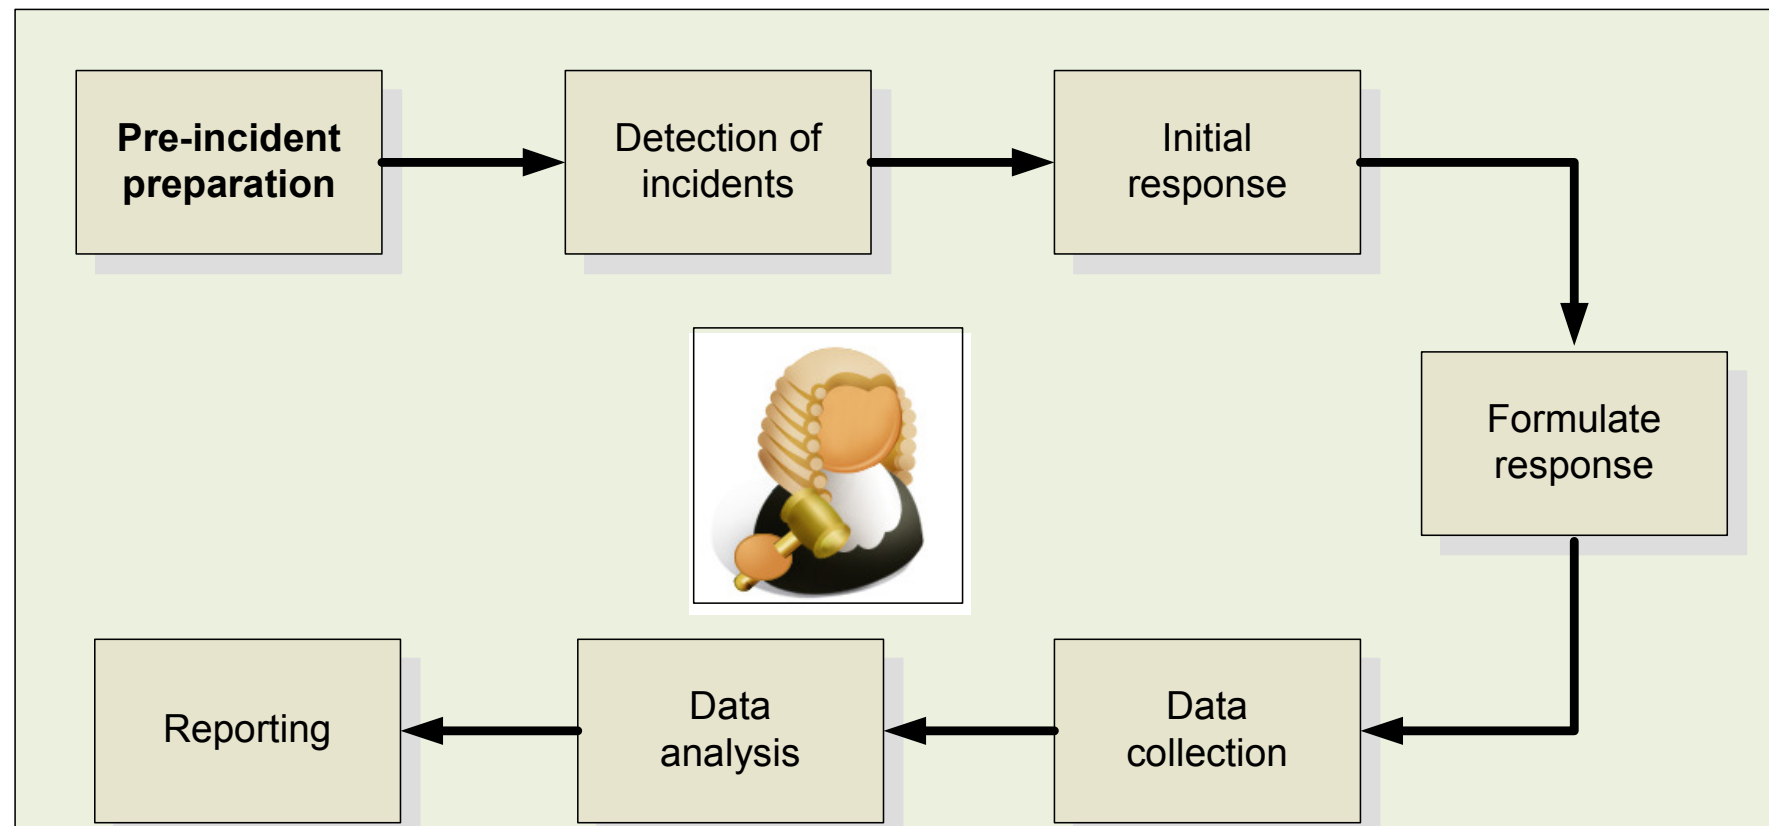 Pre-incident
preparation
Detection of
incidents
Initial
response
Formulate
response
Data
collection
Data
analysis
Reporting